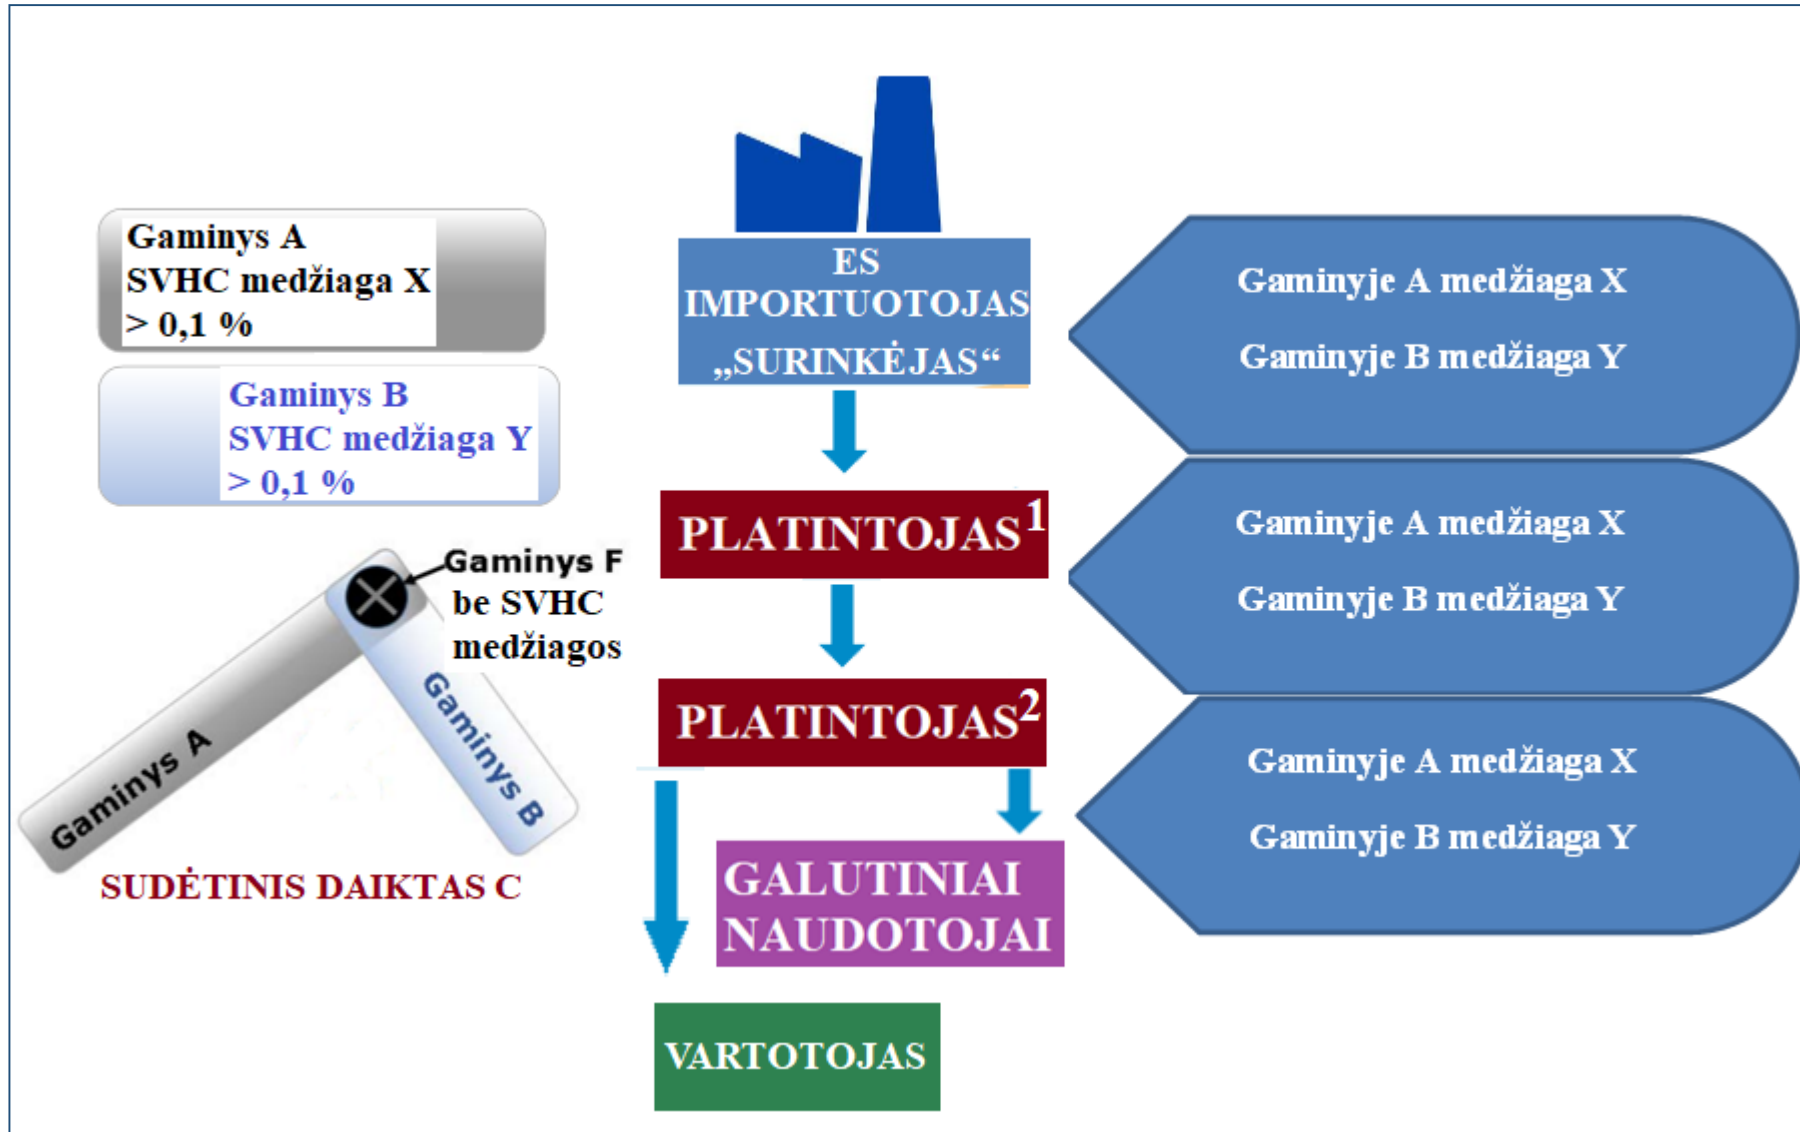 Gaminys A
SVHC medžiaga X
> 0,1 %
Gaminys B
SVHC medžiaga Y
> 0,1 %
Gaminys F
be SVHC
medžiagos
Gaminys A
Gaminys B
SUDĖTINIS DAIKTAS C
ES
IMPORTUOTOJAS
„SURINKĖJAS“
PLATINTOJAS1
PLATINTOJAS2
GALUTINIAI
NAUDOTOJAI
VARTOTOJAS
Gaminyje A medžiaga X
Gaminyje B medžiaga Y
Gaminyje A medžiaga X
Gaminyje B medžiaga Y
Gaminyje A medžiaga X
Gaminyje B medžiaga Y